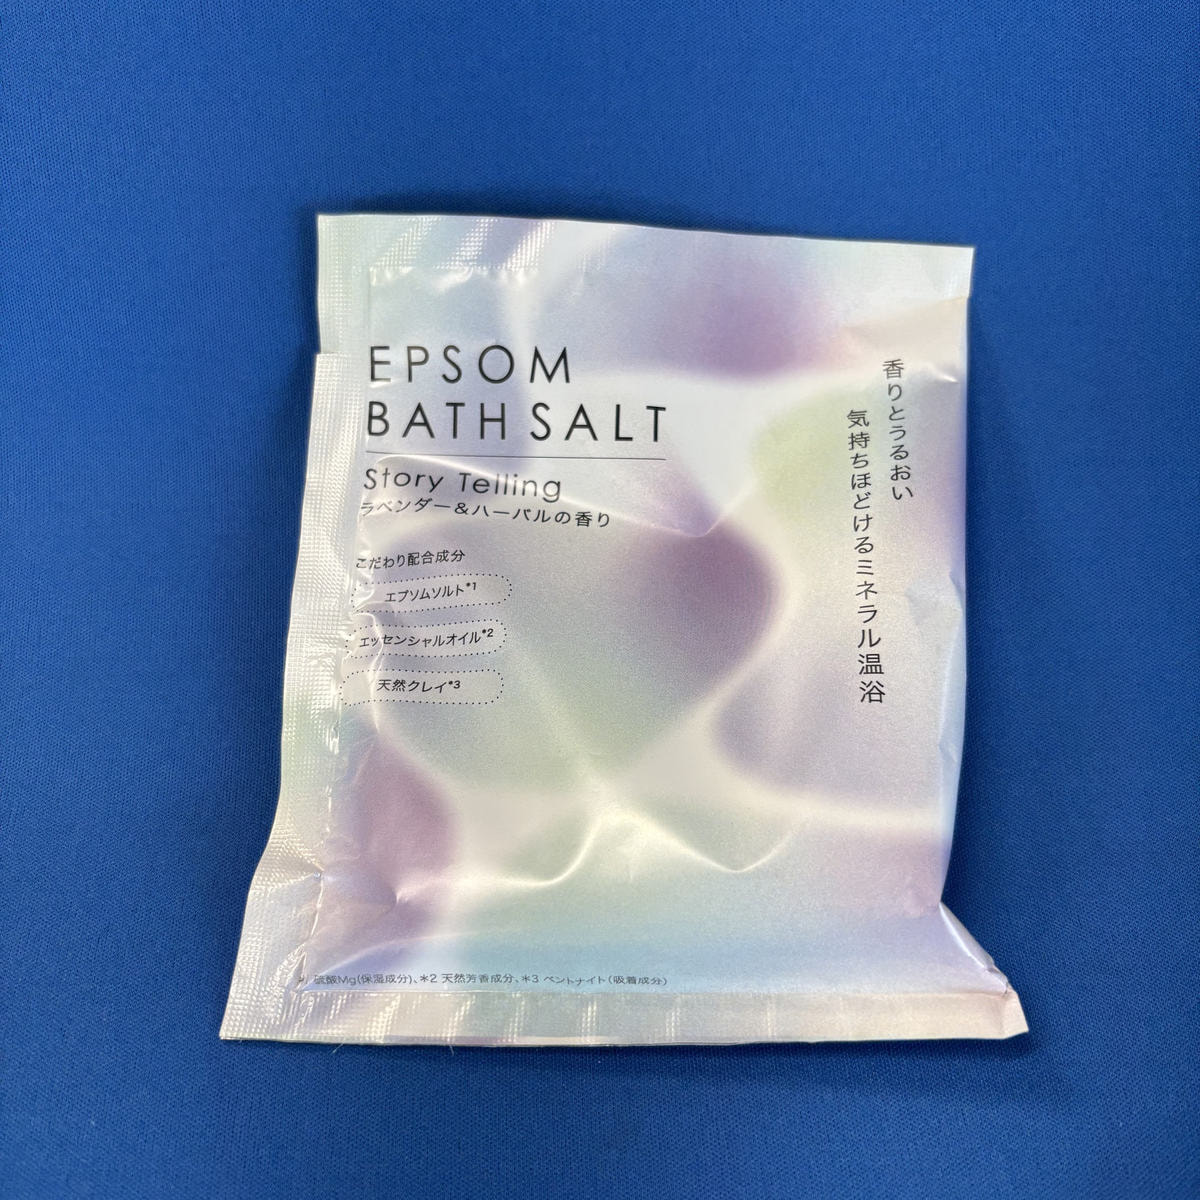 EPSOM
BATH SALT
Story Telling
ラベンダー&ハーバルの香り
こだわり配合成分
エプソムソルト*1
エッセンシャルオイル*2
天然クレイ*3
香りとうるおい
気持ちほどけるミネラル温浴
硫酸Mg(保湿成分)、*2 天然芳香成分、*3 ベントナイト(吸着成分)